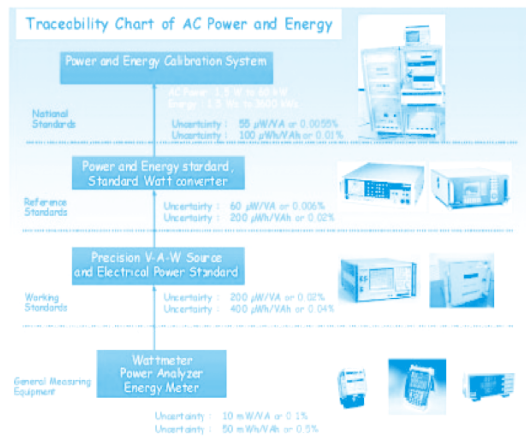 Traceability Chart of AC Power and Energy
Power and Energy Calibration System
AC Power: 1.5 W to 60 kW
Energy : 1.5 Ws to 3600 kWs
National
Standards
Uncertainty : 55 µW/VA or 0.0055%
Uncertainty : 100 µWh/VAh or 0.01%
Power and Energy stardard,
Standard Watt converter
Reference
Standards
Uncertainty : 60 µW/VA or 0.006%
Uncertainty : 200 µWh/VAh or 0.02%
Precision V-A-W Source
and Electrical Power Standard
Working
Standards
Uncertainty : 200 µW/VA or 0.02%
Uncertainty : 400 µWh/VAh or 0.04%
Wattmeter
Power Analyzer
Energy Meter
General Measuring
Equipment
Uncertainty : 10 mW/VA or 0.1%
Uncertainty : 50 mWh/VAh or 0.5%